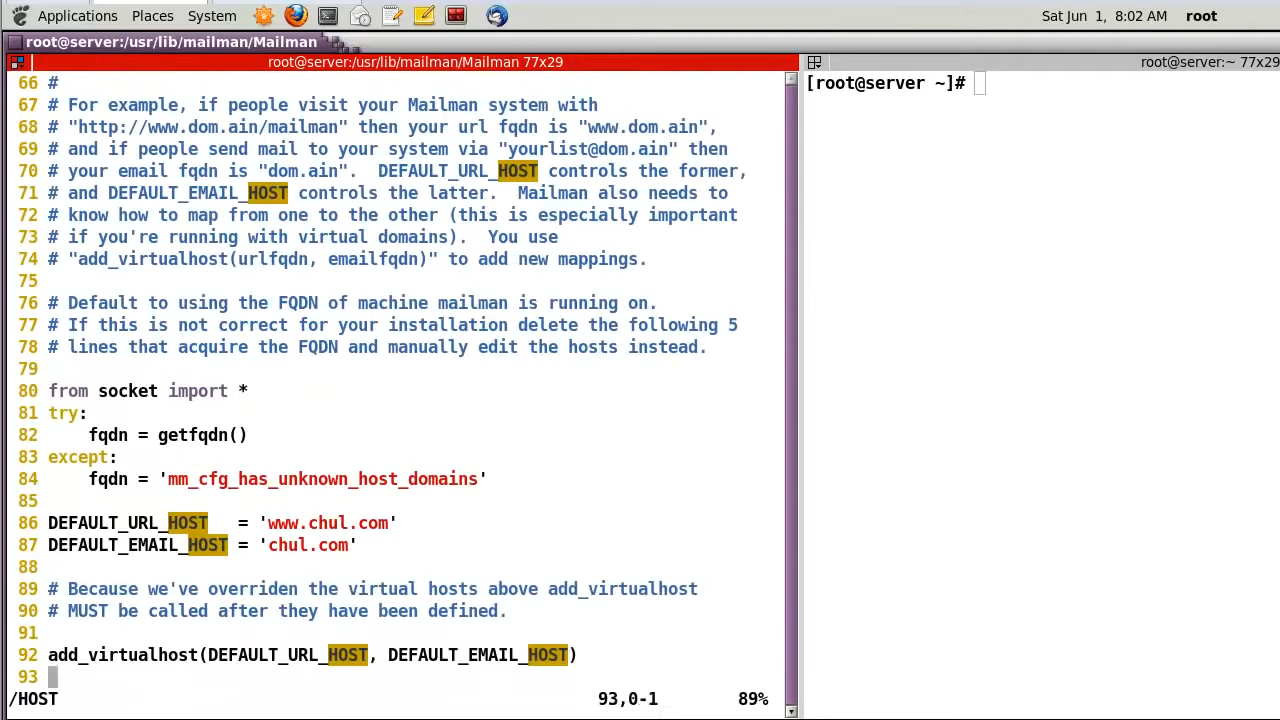 Applications Places System Sat Jun 1, 8:02 AM root
root@server:/usr/lib/mailman/Mailman
root@server:/usr/lib/mailman/Mailman 77x29
66 #
67 # For example, if people visit your Mailman system with
68 # "http://www.dom.ain/mailman" then your url fqdn is "www.dom.ain",
69 # and if people send mail to your system via "yourlist@dom.ain" then
70 # your email fqdn is "dom.ain".  DEFAULT_URL_HOST controls the former,
71 # and DEFAULT_EMAIL_HOST controls the latter.  Mailman also needs to
72 # know how to map from one to the other (this is especially important
73 # if you're running with virtual domains).  You use
74 # "add_virtualhost(urlfqdn, emailfqdn)" to add new mappings.
75
76 # Default to using the FQDN of machine mailman is running on.
77 # If this is not correct for your installation delete the following 5
78 # lines that acquire the FQDN and manually edit the hosts instead.
79
80 from socket import *
81 try:
82     fqdn = getfqdn()
83 except:
84     fqdn = 'mm_cfg_has_unknown_host_domains'
85
86 DEFAULT_URL_HOST   = 'www.chul.com'
87 DEFAULT_EMAIL_HOST = 'chul.com'
88
89 # Because we've overriden the virtual hosts above add_virtualhost
90 # MUST be called after they have been defined.
91
92 add_virtualhost(DEFAULT_URL_HOST, DEFAULT_EMAIL_HOST)
93
/HOST 93,0-1 89%
root@server:~ 77x29
[root@server ~]#